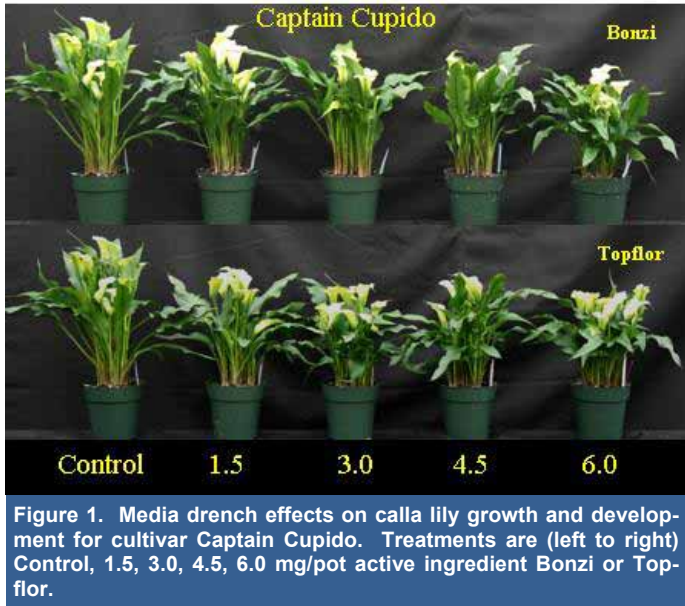 Captain Cupido
Bonzi
Topflor
Control 1.5 3.0 4.5 6.0
Figure 1. Media drench effects on calla lily growth and develop-
ment for cultivar Captain Cupido. Treatments are (left to right)
Control, 1.5, 3.0, 4.5, 6.0 mg/pot active ingredient Bonzi or Top-
flor.